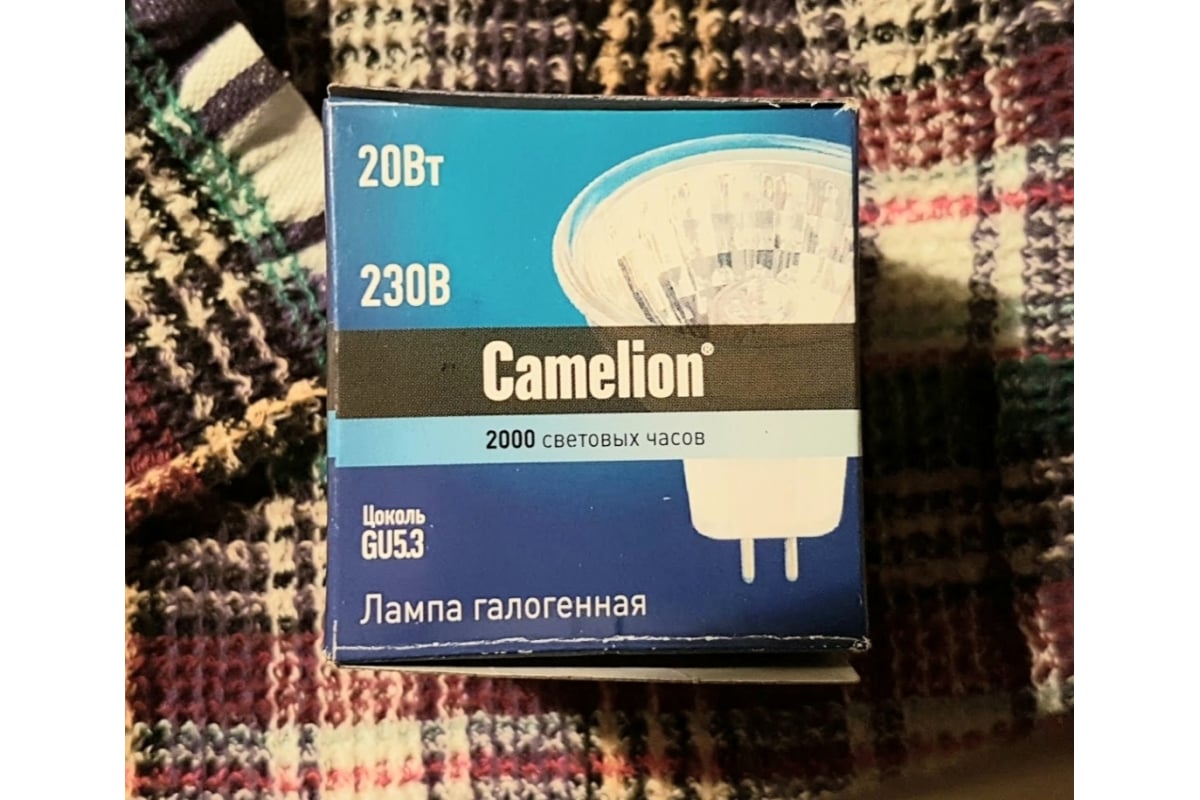 20Вт
230В
Camelion®
2000 световых часов
Цоколь
GU5.3
Лампа галогенная